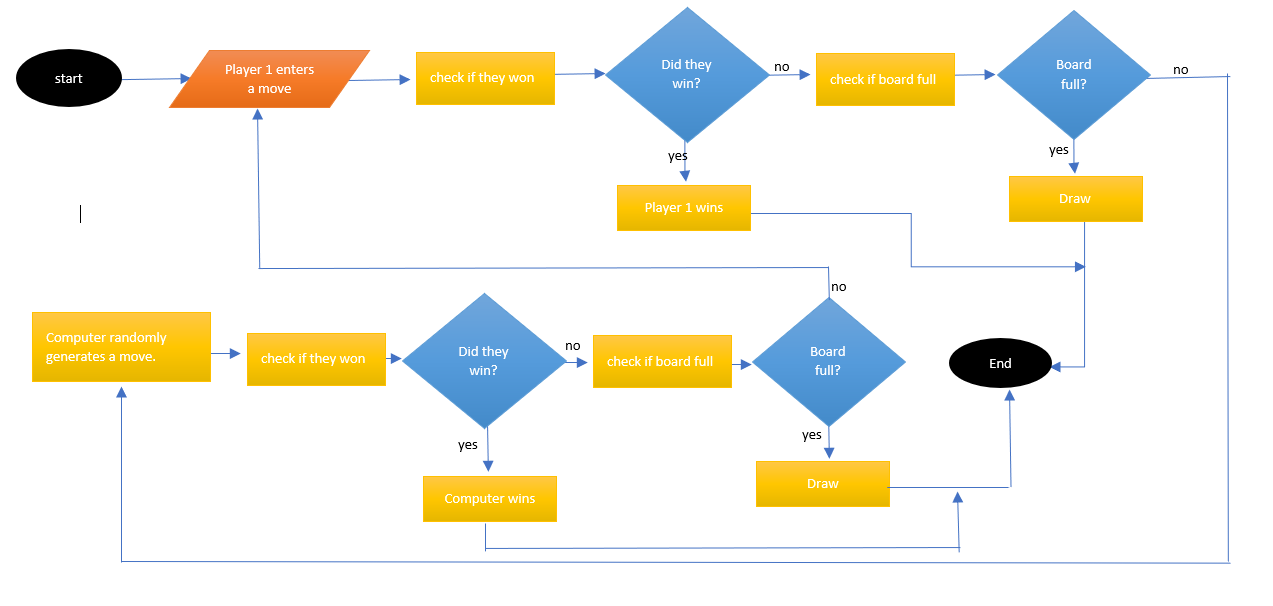 start
Player 1 enters
a move
check if they won
Did they
win?
no
check if board full
Board
full?
no
yes
Player 1 wins
yes
Draw
no
Computer randomly
generates a move.
check if they won
Did they
win?
no
check if board full
Board
full?
End
yes
Computer wins
yes
Draw